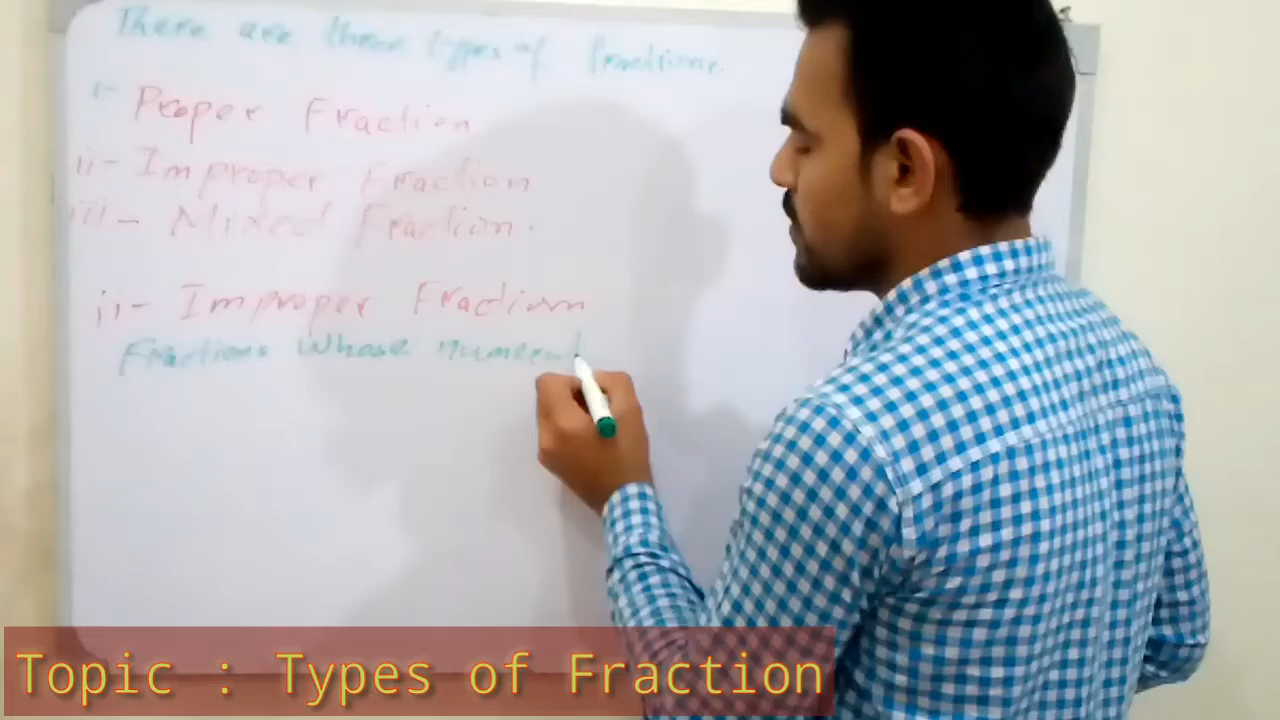 There are three types of fractions.
i- Proper Fraction
ii- Improper Fraction
iii- Mixed Fraction.
ii- Improper Fraction
Fractions whose numerat
Topic : Types of Fraction